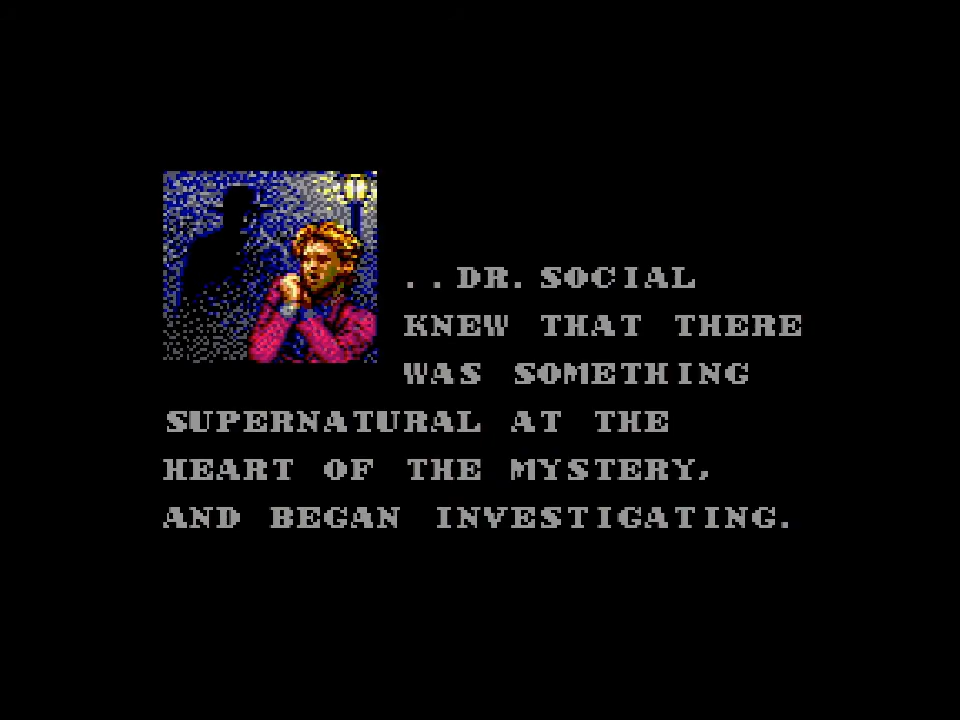 ..DR.SOCIAL
KNEW THAT THERE
WAS SOMETHING
SUPERNATURAL AT THE
HEART OF THE MYSTERY,
AND BEGAN INVESTIGATING.